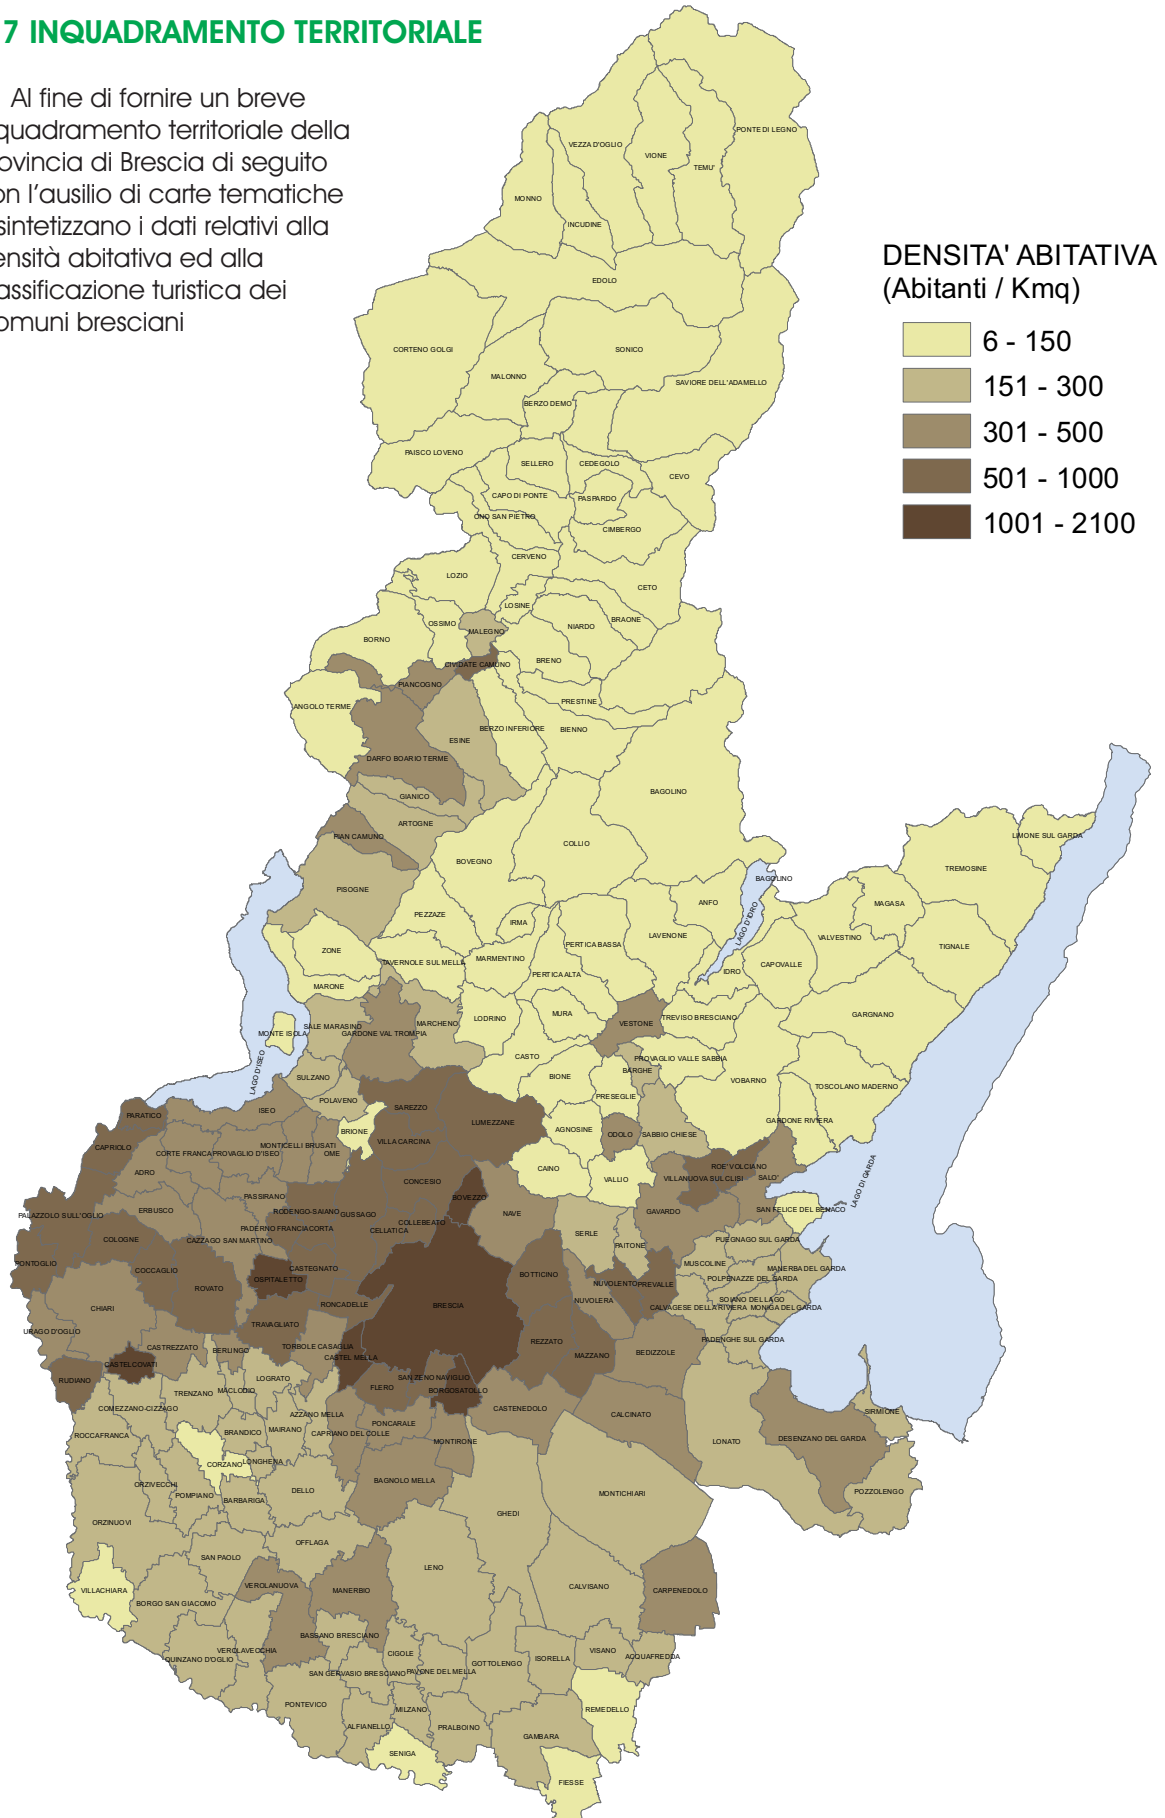 7 INQUADRAMENTO TERRITORIALE
Al fine di fornire un breve
quadramento territoriale della
ovincia di Brescia di seguito
on l'ausilio di carte tematiche
sintetizzano i dati relativi alla
ensità abitativa ed alla
assificazione turistica dei
omuni bresciani
DENSITA' ABITATIVA
(Abitanti / Kmq)
6 - 150
151 - 300
301 - 500
501 - 1000
1001 - 2100
PONTE DI LEGNO
VEZZA D'OGLIO
VIONE
TEMU'
MONNO
INCUDINE
EDOLO
CORTENO GOLGI
SONICO
MALONNO
SAVIORE DELL'ADAMELLO
BERZO DEMO
PAISCO LOVENO
SELLERO
CEDEGOLO
CEVO
CAPO DI PONTE
PASPARDO
ONO SAN PIETRO
CIMBERGO
CERVENO
LOZIO
CETO
LOSINE
BRAONE
OSSIMO
MALEGNO
NIARDO
BORNO
BRENO
CIVIDATE CAMUNO
PIANCOGNO
PRESTINE
ANGOLO TERME
BERZO INFERIORE
BIENNO
ESINE
DARFO BOARIO TERME
BAGOLINO
GIANICO
ARTOGNE
PIAN CAMUNO
COLLIO
LIMONE SUL GARDA
BOVEGNO
TREMOSINE
BAGOLINO
PISOGNE
ANFO
MAGASA
PEZZAZE
IRMA
LAGO D'IDRO
LAVENONE
VALVESTINO
PERTICA BASSA
TIGNALE
ZONE
TAVERNOLE SUL MELLA
MARMENTINO
CAPOVALLE
PERTICA ALTA
IDRO
MARONE
MURA
GARGNANO
LODRINO
TREVISO BRESCIANO
SALE MARASINO
MARCHENO
VESTONE
MONTE ISOLA
GARDONE VAL TROMPIA
CASTO
PROVAGLIO VALLE SABBIA
BARGHE
LAGO D'ISEO
SULZANO
BIONE
VOBARNO
TOSCOLANO MADERNO
POLAVENO
PRESEGLIE
SAREZZO
ISEO
PARATICO
LUMEZZANE
GARDONE RIVIERA
BRIONE
AGNOSINE
ODOLO
SABBIO CHIESE
CAPRIOLO
MONTICELLI BRUSATI
VILLA CARCINA
CORTE FRANCA
PROVAGLIO D'ISEO
OME
ADRO
CAINO
ROE' VOLCIANO
CONCESIO
VALLIO
VILLANUOVA SUL CLISI
SALO'
LAGO DI GARDA
PASSIRANO
BOVEZZO
ERBUSCO
RODENGO-SAIANO
GUSSAGO
NAVE
GAVARDO
SAN FELICE DEL BENACO
PALAZZOLO SULL'OGLIO
PADERNO FRANCIACORTA
COLLEBEATO
CELLATICA
SERLE
COLOGNE
CAZZAGO SAN MARTINO
PAITONE
PUEGNAGO SUL GARDA
PONTOGLIO
MUSCOLINE
COCCAGLIO
CASTEGNATO
MANERBA DEL GARDA
OSPITALETTO
BOTTICINO
POLPENAZZE DEL GARDA
ROVATO
NUVOLENTO
PREVALLE
NUVOLERA
SOIANO DEL LAGO
CHIARI
RONCADELLE
BRESCIA
CALVAGESE DELLA RIVIERA
MONIGA DEL GARDA
TRAVAGLIATO
URAGO D'OGLIO
PADENGHE SUL GARDA
CASTREZZATO
TORBOLE CASAGLIA
REZZATO
BERLINGO
BEDIZZOLE
CASTEL MELLA
MAZZANO
CASTELCOVATI
RUDIANO
LOGRATO
SAN ZENO NAVIGLIO
FLERO
TRENZANO
MACLODIO
BORGOSATOLLO
COMEZZANO-CIZZAGO
AZZANO MELLA
CASTENEDOLO
SIRMIONE
CALCINATO
PONCARALE
BRANDICO
MAIRANO
CAPRIANO DEL COLLE
ROCCAFRANCA
DESENZANO DEL GARDA
MONTIRONE
LONATO
CORZANO
LONGHENA
BAGNOLO MELLA
ORZIVECCHI
DELLO
POZZOLENGO
POMPIANO
MONTICHIARI
BARBARIGA
GHEDI
ORZINUOVI
OFFLAGA
SAN PAOLO
LENO
VEROLANUOVA
CALVISANO
VILLACHIARA
MANERBIO
CARPENEDOLO
BORGO SAN GIACOMO
BASSANO BRESCIANO
VEROLAVECCHIA
CIGOLE
VISANO
QUINZANO D'OGLIO
ISORELLA
ACQUAFREDDA
GOTTOLENGO
SAN GERVASIO BRESCIANO
PAVONE DEL MELLA
PONTEVICO
MILZANO
REMEDELLO
ALFIANELLO
PRALBOINO
GAMBARA
SENIGA
FIESSE